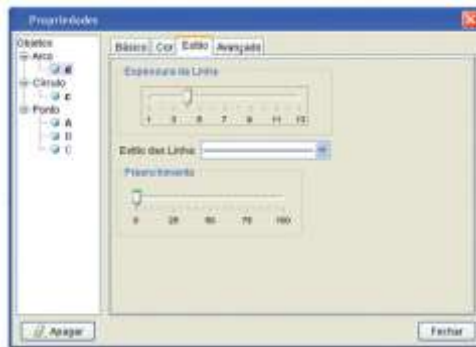 Propriedades
Objetos
Arco
d
Círculo
c
Ponto
A
B
C
Básico Cor Estilo Avançado
Espessura da Linha
1 3 5 7 9 11 13
Estilo das Linha:
Preenchimento
0 25 50 75 100
Apagar
Fechar